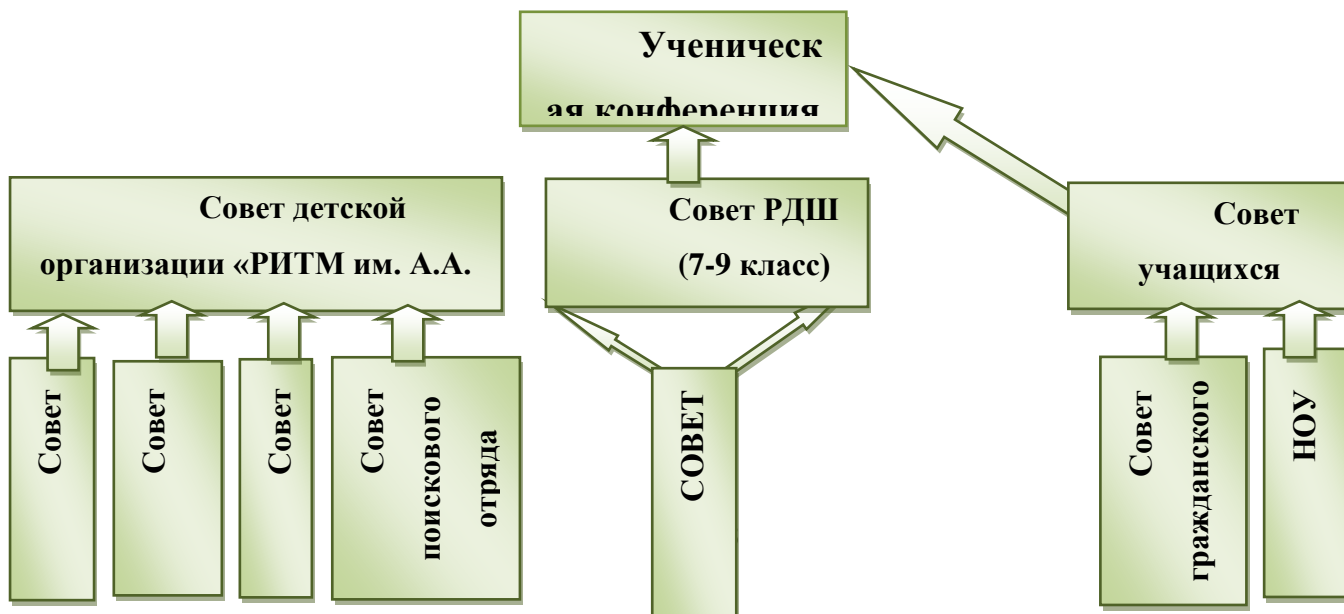 Ученическ
ая конференция
Совет детской
организации «РИТМ им. А.А.
Совет РДШ
(7-9 класс)
Совет
учащихся
Совет
Совет
Совет
Совет
поискового
отряда
СОВЕТ
Совет
гражданского
НОУ